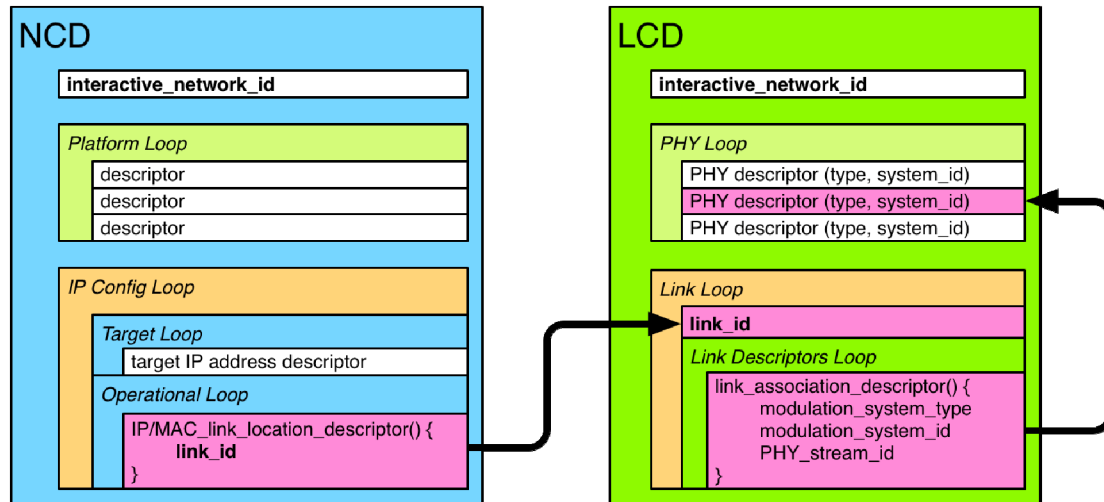 NCD
interactive_network_id
Platform Loop
descriptor
descriptor
descriptor
IP Config Loop
Target Loop
target IP address descriptor
Operational Loop
IP/MAC_link_location_descriptor() {
link_id
}
LCD
interactive_network_id
PHY Loop
PHY descriptor (type, system_id)
PHY descriptor (type, system_id)
PHY descriptor (type, system_id)
Link Loop
link_id
Link Descriptors Loop
link_association_descriptor() {
modulation_system_type
modulation_system_id
PHY_stream_id
}